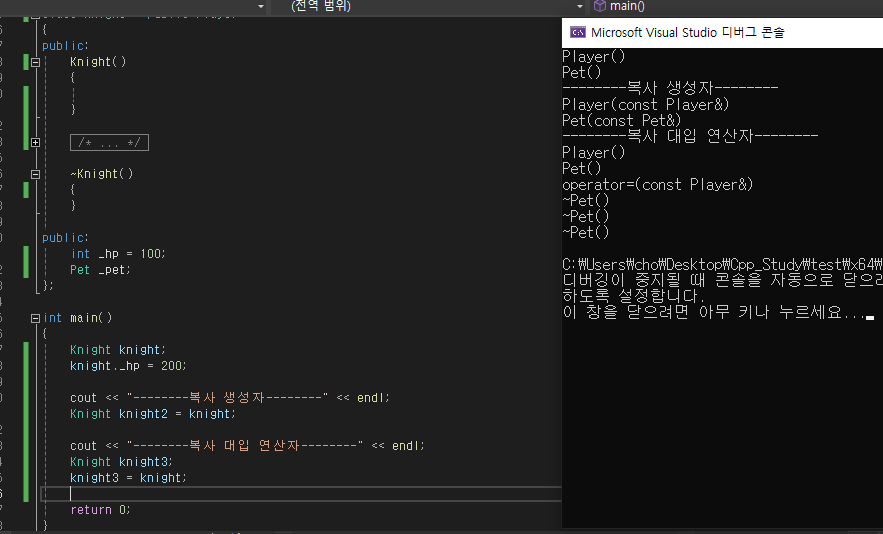 (전역 범위)
main()
{
public:
Knight()
{
}
/* ... */
~Knight()
{
}
public:
int _hp = 100;
Pet _pet;
};
int main()
{
Knight knight;
knight._hp = 200;
cout << "--------복사 생성자--------" << endl;
Knight knight2 = knight;
cout << "--------복사 대입 연산자--------" << endl;
Knight knight3;
knight3 = knight;
return 0;
}
Microsoft Visual Studio 디버그 콘솔
Player()
Pet()
--------복사 생성자--------
Player(const Player&)
Pet(const Pet&)
--------복사 대입 연산자--------
Player()
Pet()
operator=(const Player&)
~Pet()
~Pet()
~Pet()
C:₩Users₩cho₩Desktop₩Cpp_Study₩test₩x64₩
디버깅이 중지될 때 콘솔을 자동으로 닫으려
하도록 설정합니다.
이 창을 닫으려면 아무 키나 누르세요...